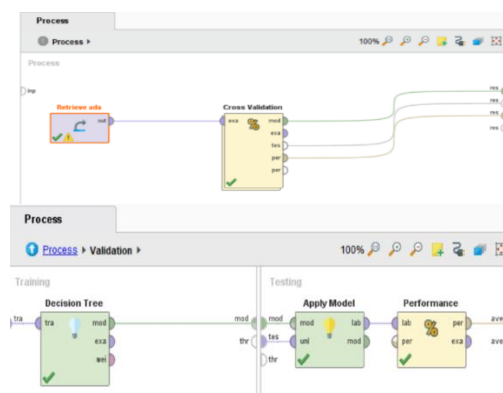 Process
Process
100%
Process
inp
res
res
res
res
Retrieve ada
out
Cross Validation
exa
mod
exa
tes
per
per
Process
Process
Validation
100%
Training
Testing
Decision Tree
tra
tra
mod
exa
wei
mod
thr
Apply Model
mod
tes
thr
mod
unl
lab
mod
Performance
lab
per
per
exa
ave
ave